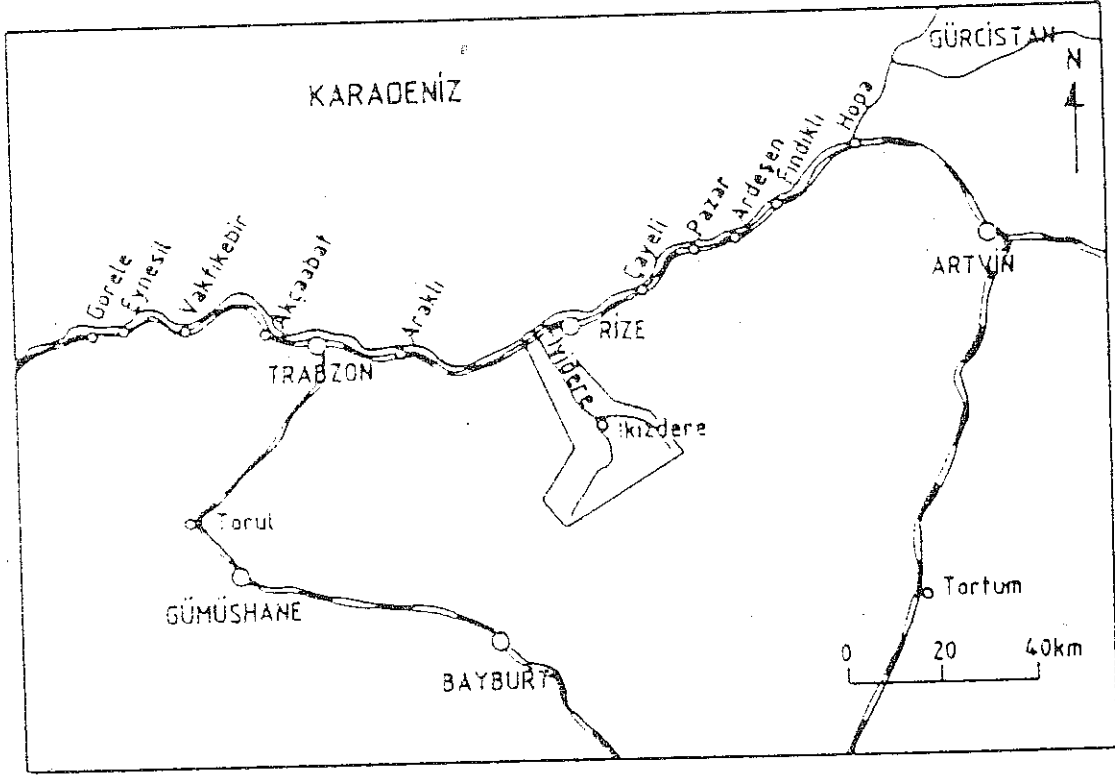 GÜRCİSTAN
N
KARADENİZ
Hopa
Fındıklı
Ardeşen
Pazar
Çayeli
ARTVİN
Görele
Eynesil
Vakfıkebir
Akçaabat
Araklı
RİZE
TRABZON
İyidere
İkizdere
Torul
GÜMÜŞHANE
Tortum
BAYBURT
0 20 40km